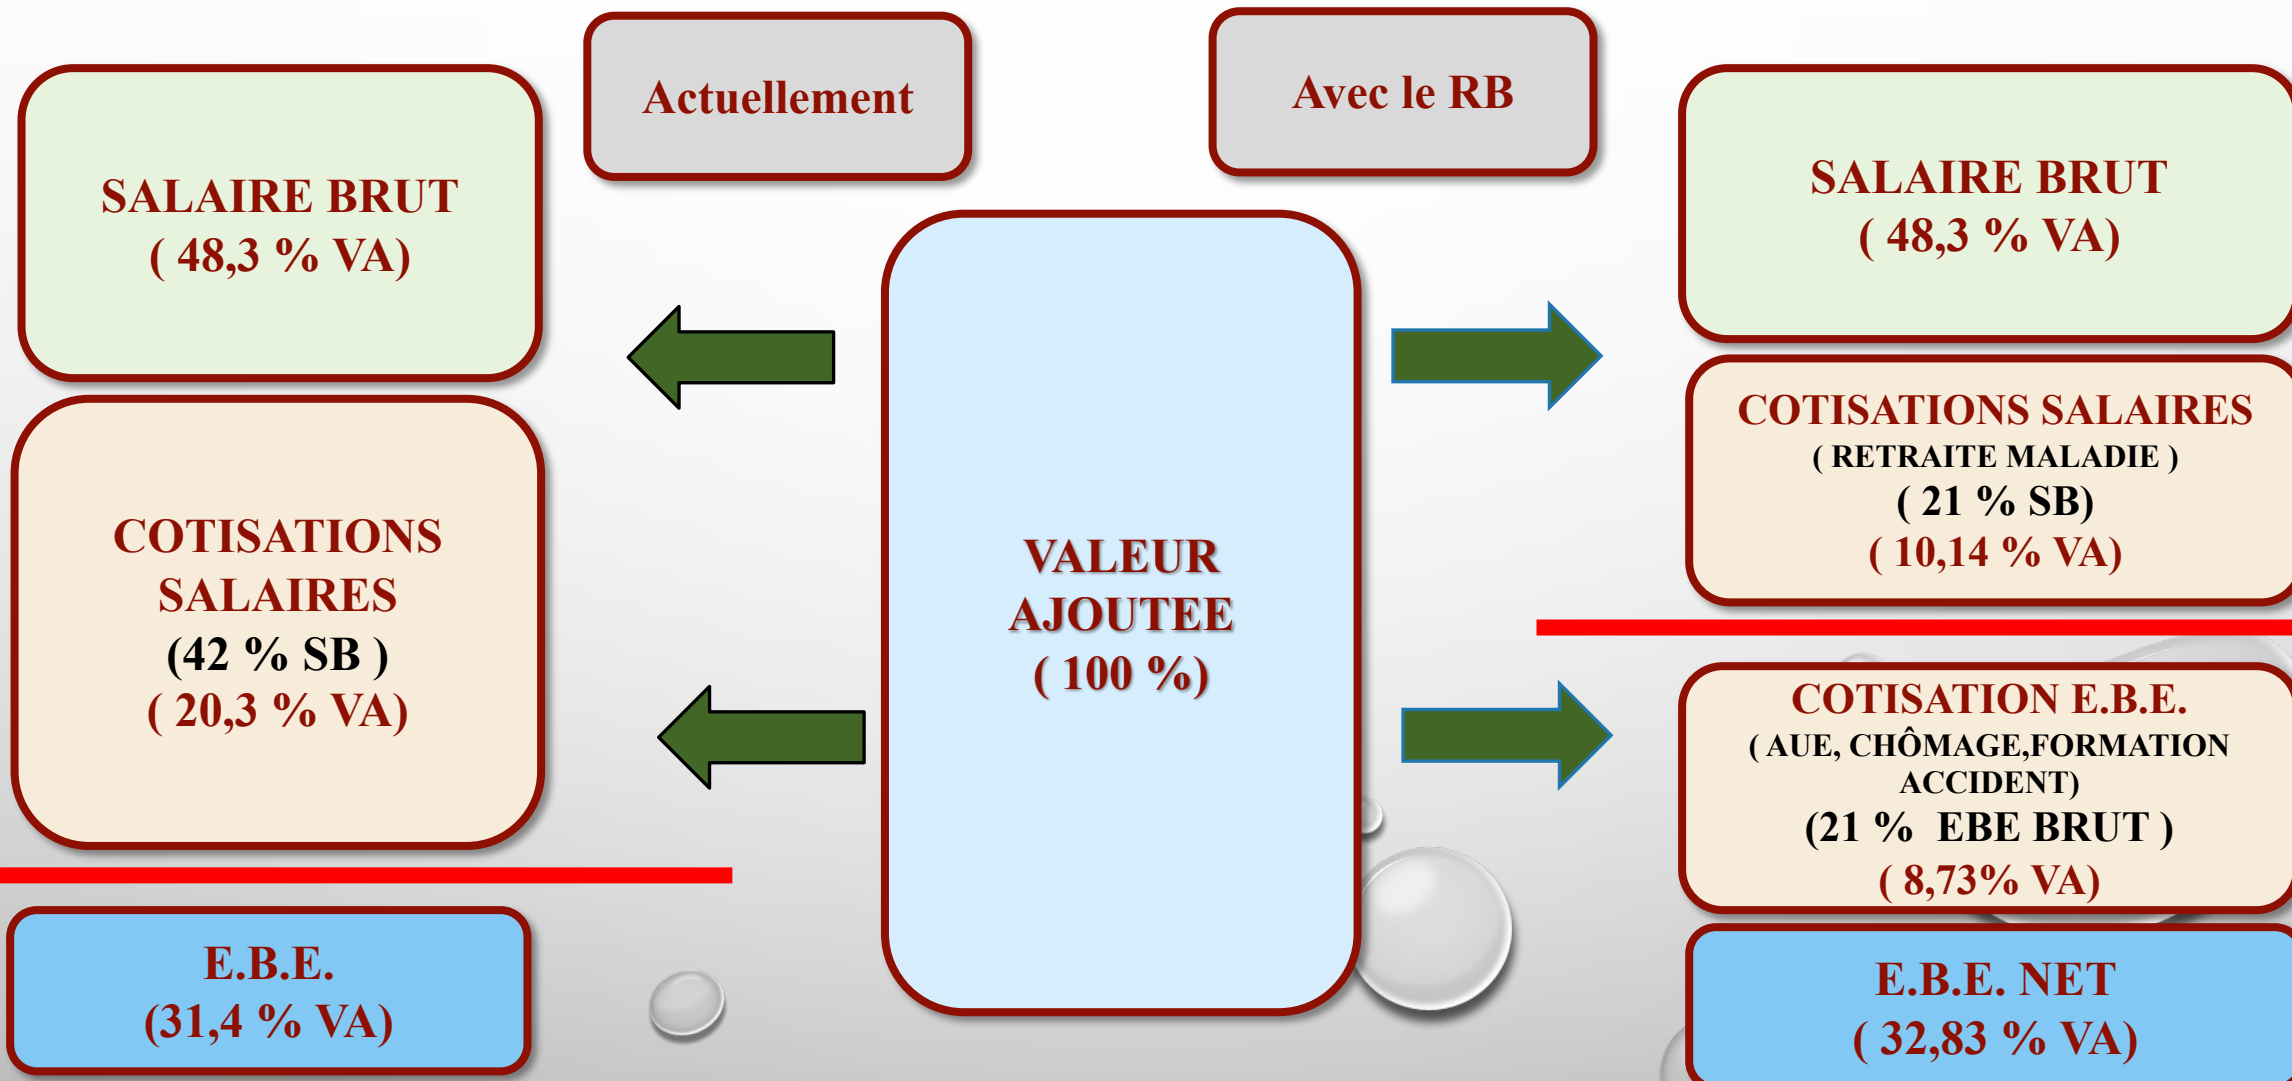 Actuellement
Avec le RB
SALAIRE BRUT
( 48,3 % VA)
COTISATIONS
SALAIRES
(42 % SB )
( 20,3 % VA)
E.B.E.
(31,4 % VA)
VALEUR
AJOUTEE
( 100 %)
SALAIRE BRUT
( 48,3 % VA)
COTISATIONS SALAIRES
( RETRAITE MALADIE )
( 21 % SB)
( 10,14 % VA)
COTISATION E.B.E.
( AUE, CHÔMAGE,FORMATION
ACCIDENT)
(21 % EBE BRUT )
( 8,73% VA)
E.B.E. NET
( 32,83 % VA)